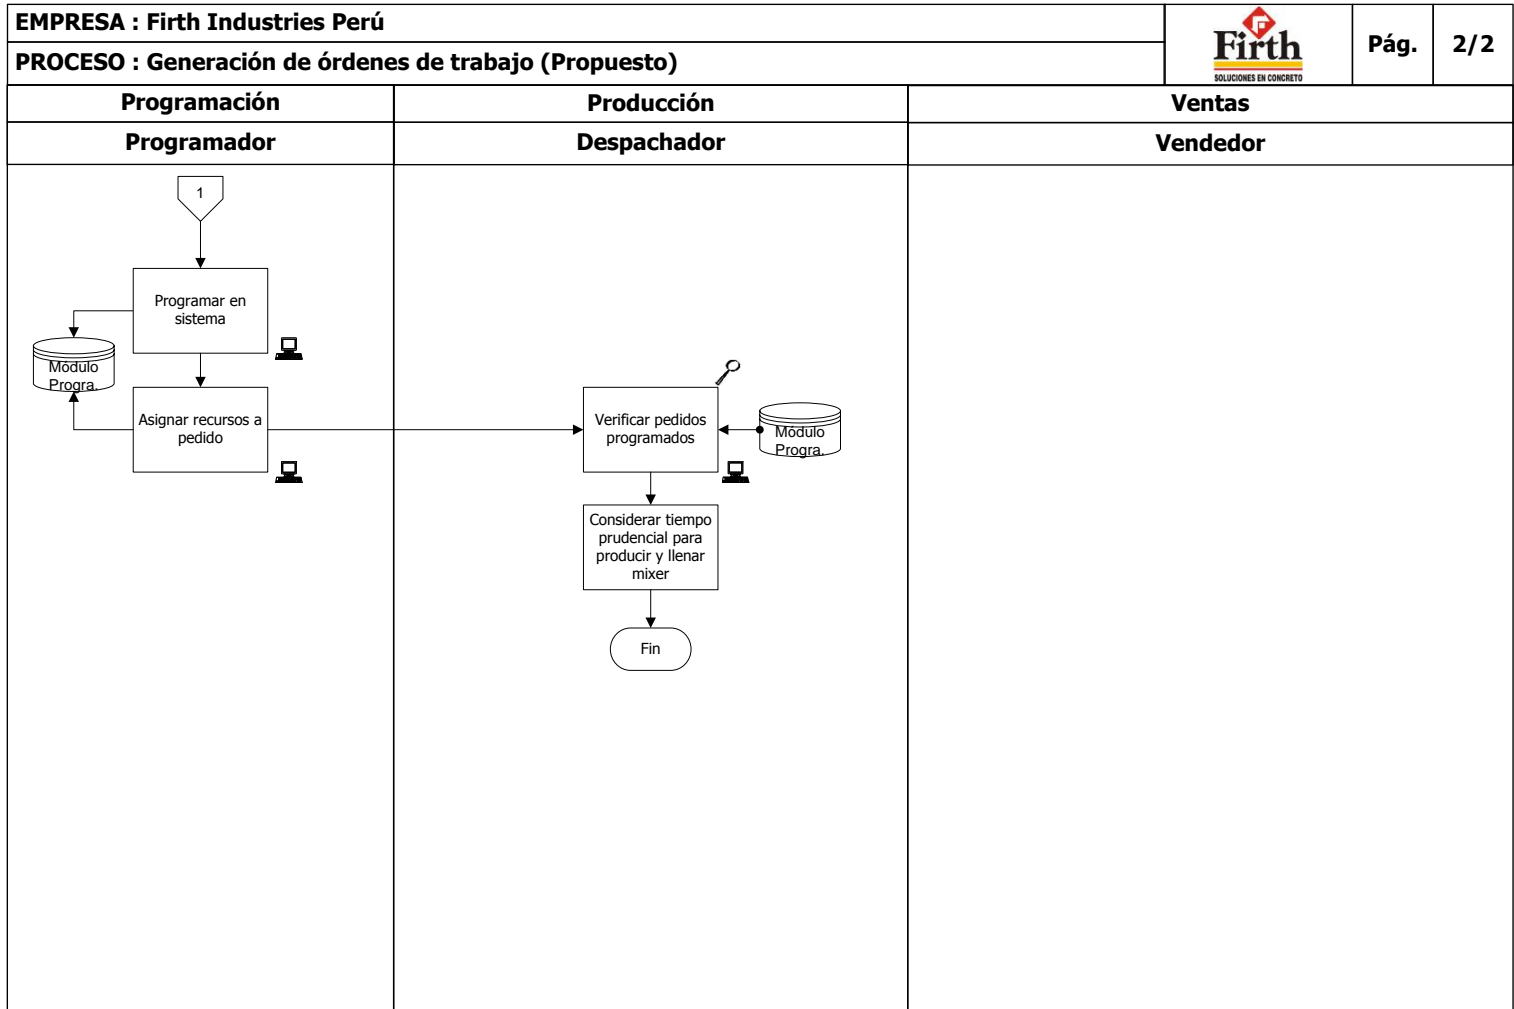 EMPRESA : Firth Industries Perú
PROCESO : Generación de órdenes de trabajo (Propuesto)
Firth
SOLUCIONES EN CONCRETO
Pág.
2/2
Programación
Producción
Ventas
Programador
Despachador
Vendedor
1
Programar en
sistema
Módulo
Progra.
Asignar recursos a
pedido
Verificar pedidos
programados
Módulo
Progra.
Considerar tiempo
prudencial para
producir y llenar
mixer
Fin